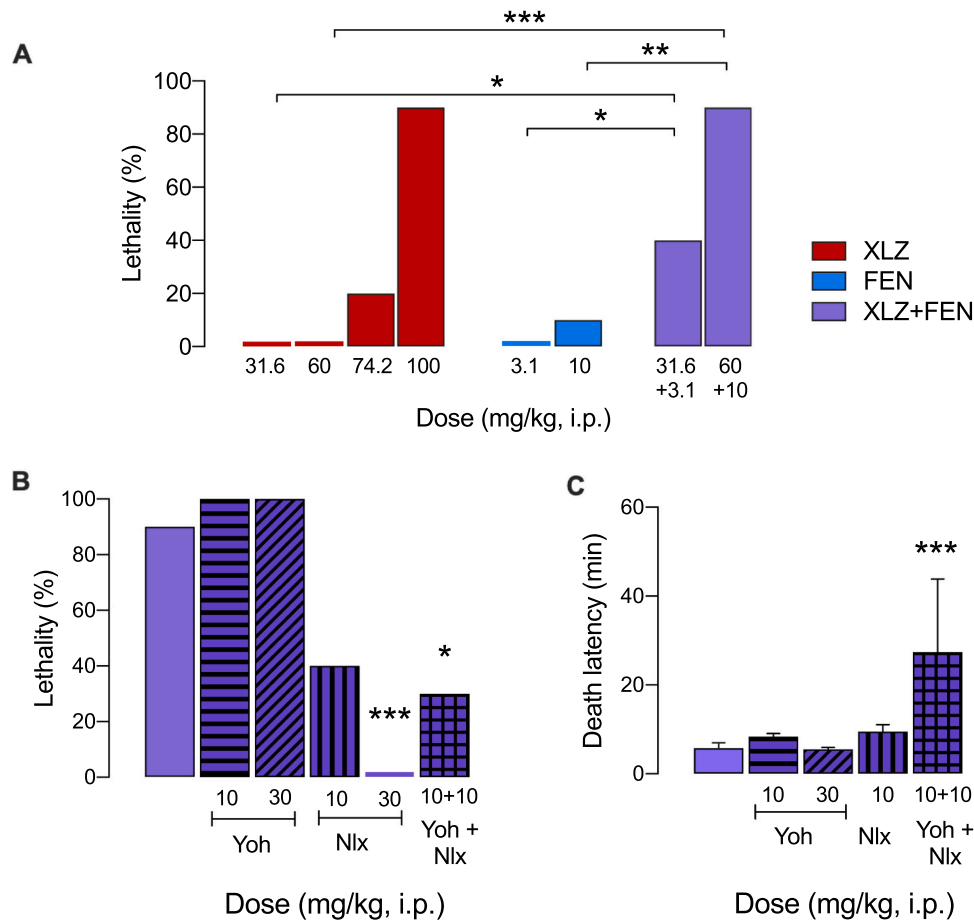 A
***
**
*
*
Lethality (%)
100
80
60
40
20
0
31.6 60 74.2 100 3.1 10 31.6 60
+3.1 +10
Dose (mg/kg, i.p.)
XLZ
FEN
XLZ+FEN
B
Lethality (%)
100
80
60
40
20
0
***
*
10 30 10 30 10+10
Yoh Nlx Yoh +
Nlx
Dose (mg/kg, i.p.)
C
Death latency (min)
60
40
20
0
***
10 30 10 10+10
Yoh Nlx Yoh +
Nlx
Dose (mg/kg, i.p.)